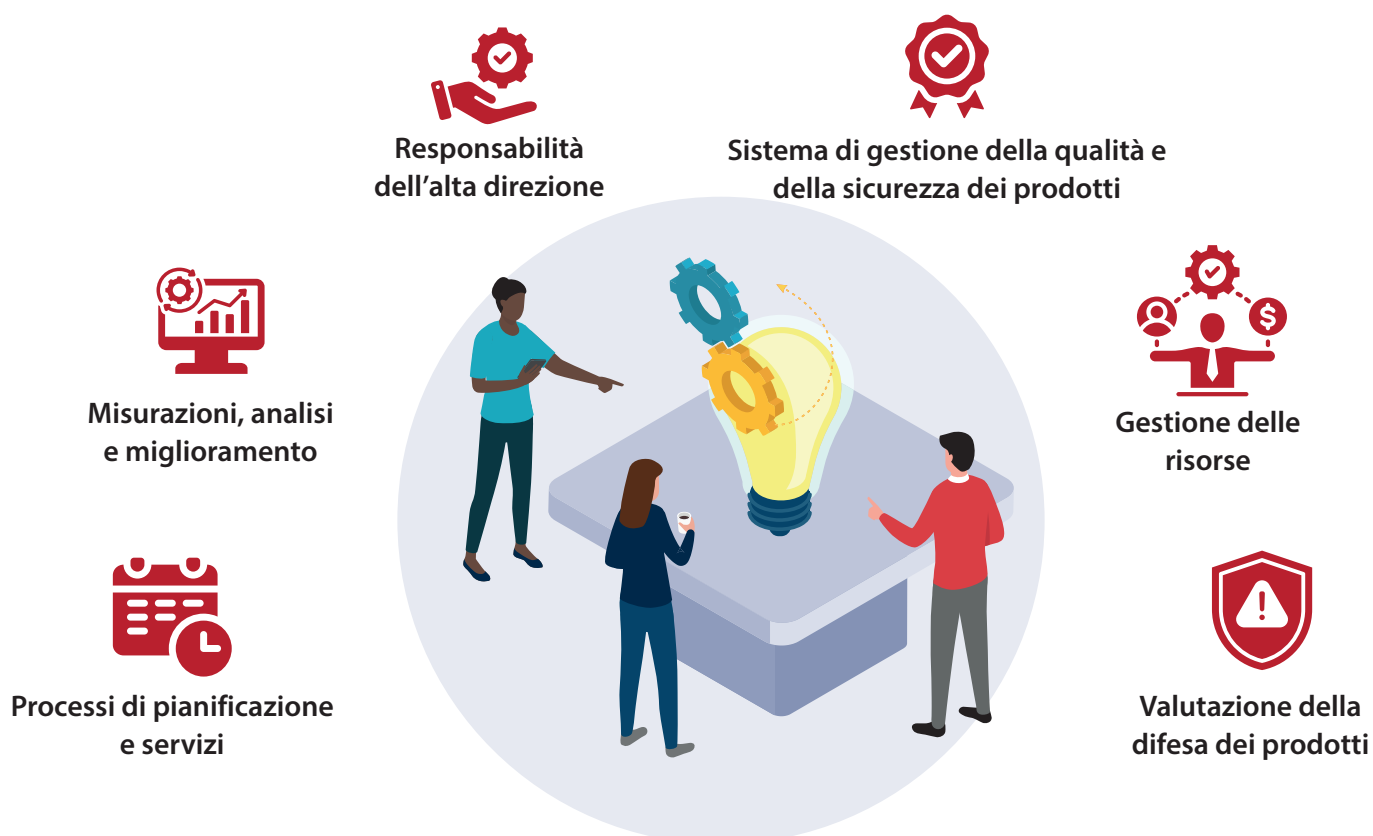 Responsabilità
dell’alta direzione
Sistema di gestione della qualità e
della sicurezza dei prodotti
Misurazioni, analisi
e miglioramento
Gestione delle
risorse
Processi di pianificazione
e servizi
Valutazione della
difesa dei prodotti